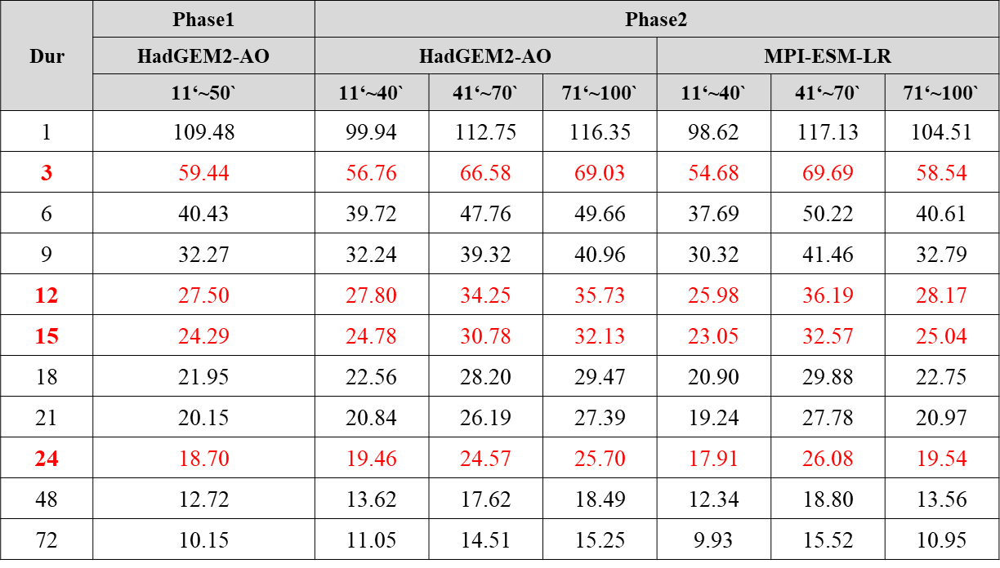 Dur Phase1 Phase2
HadGEM2-AO HadGEM2-AO MPI-ESM-LR
11‘~50` 11‘~40` 41‘~70` 71‘~100` 11‘~40` 41‘~70` 71‘~100`
1 109.48 99.94 112.75 116.35 98.62 117.13 104.51
3 59.44 56.76 66.58 69.03 54.68 69.69 58.54
6 40.43 39.72 47.76 49.66 37.69 50.22 40.61
9 32.27 32.24 39.32 40.96 30.32 41.46 32.79
12 27.50 27.80 34.25 35.73 25.98 36.19 28.17
15 24.29 24.78 30.78 32.13 23.05 32.57 25.04
18 21.95 22.56 28.20 29.47 20.90 29.88 22.75
21 20.15 20.84 26.19 27.39 19.24 27.78 20.97
24 18.70 19.46 24.57 25.70 17.91 26.08 19.54
48 12.72 13.62 17.62 18.49 12.34 18.80 13.56
72 10.15 11.05 14.51 15.25 9.93 15.52 10.95